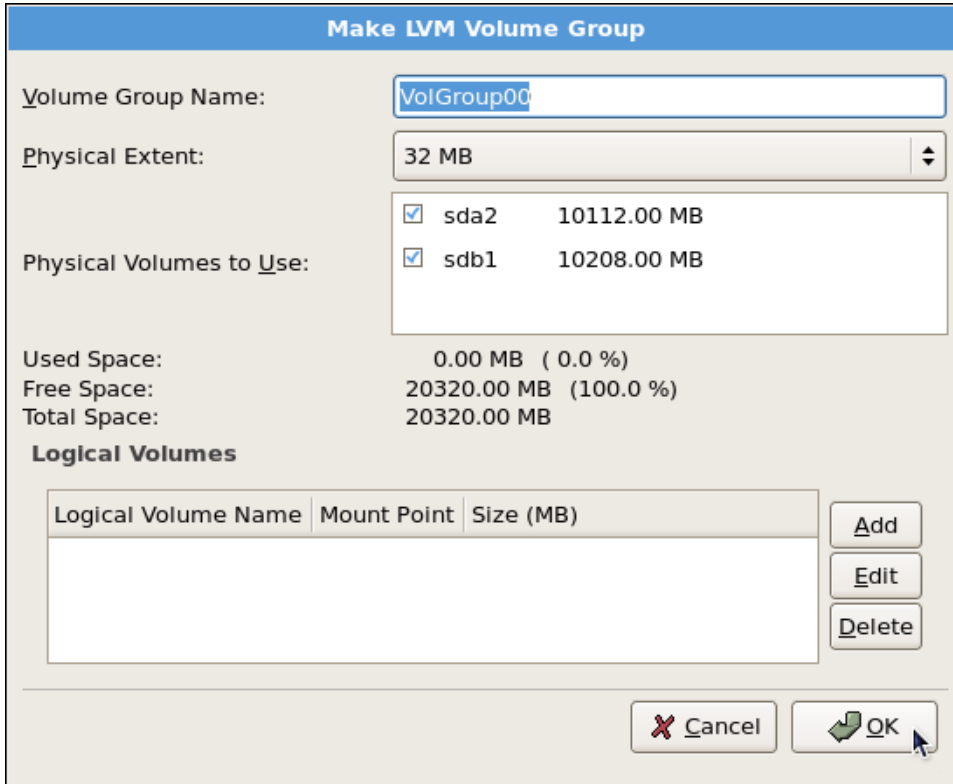 Make LVM Volume Group
Volume Group Name: VolGroup00
Physical Extent: 32 MB
sda2 10112.00 MB
Physical Volumes to Use: sdb1 10208.00 MB
Used Space: 0.00 MB ( 0.0 %)
Free Space: 20320.00 MB (100.0 %)
Total Space: 20320.00 MB
Logical Volumes
Logical Volume Name Mount Point Size (MB)
Add
Edit
Delete
Cancel OK